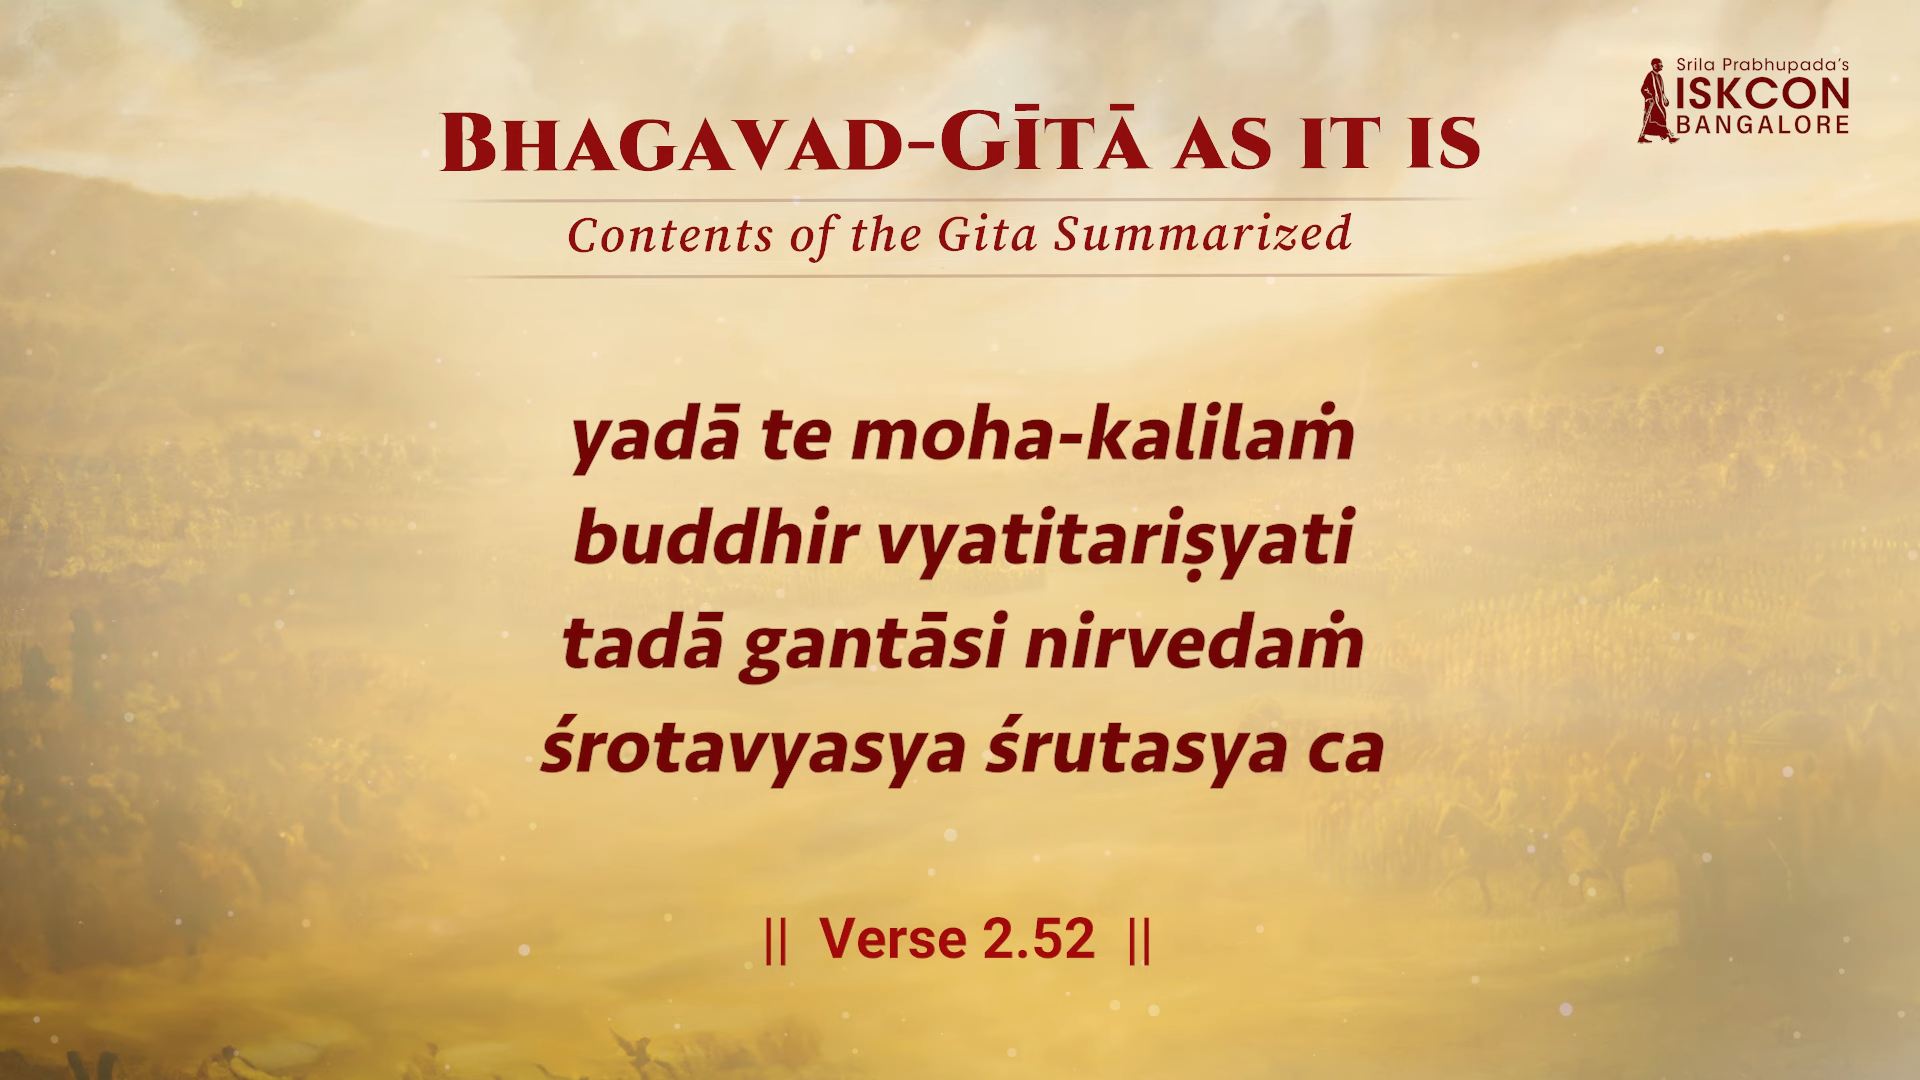 Srila Prabhupada's
ISKCON
BANGALORE
BHAGAVAD-GĪTĀ AS IT IS
Contents of the Gita Summarized
yadā te moha-kalilaṁ
buddhir vyatitariṣyati
tadā gantāsi nirvedaṁ
śrotavyasya śrutasya ca
|| Verse 2.52 ||